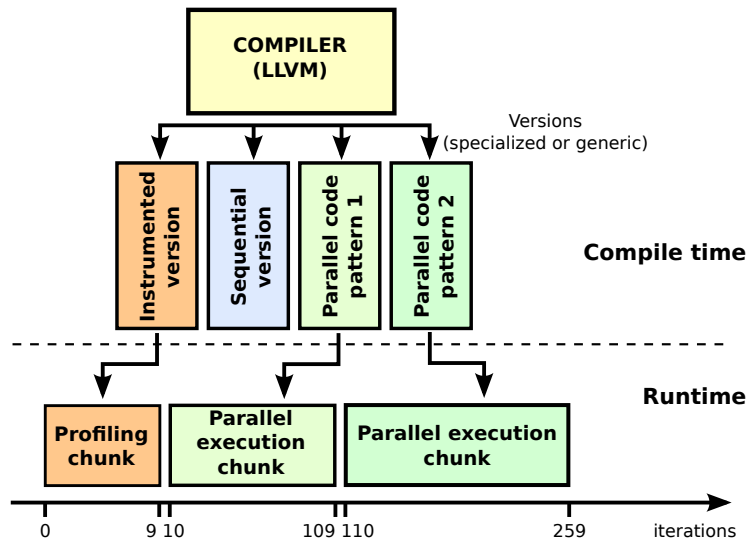 COMPILER
(LLVM)
Versions
(specialized or generic)
Instrumented
version
Sequential
version
Parallel code
pattern 1
Parallel code
pattern 2
Compile time
Runtime
Profiling
chunk
Parallel
execution
chunk
Parallel execution
chunk
0 9 10 109 110 259 iterations